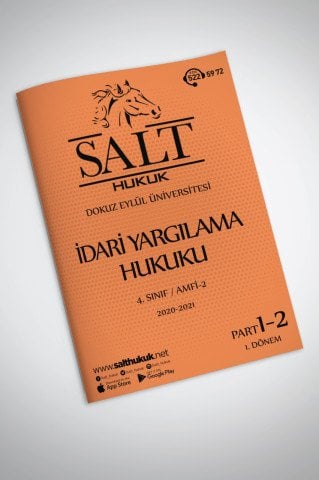 522 59 72
SALT
HUKUK
DOKUZ EYLÜL ÜNİVERSİTESİ
İDARİ YARGILAMA
HUKUKU
4. SINIF / AMFİ-2
2020-2021
PART 1-2
1. DÖNEM
www.salthukuk.net
App Store
Google Play